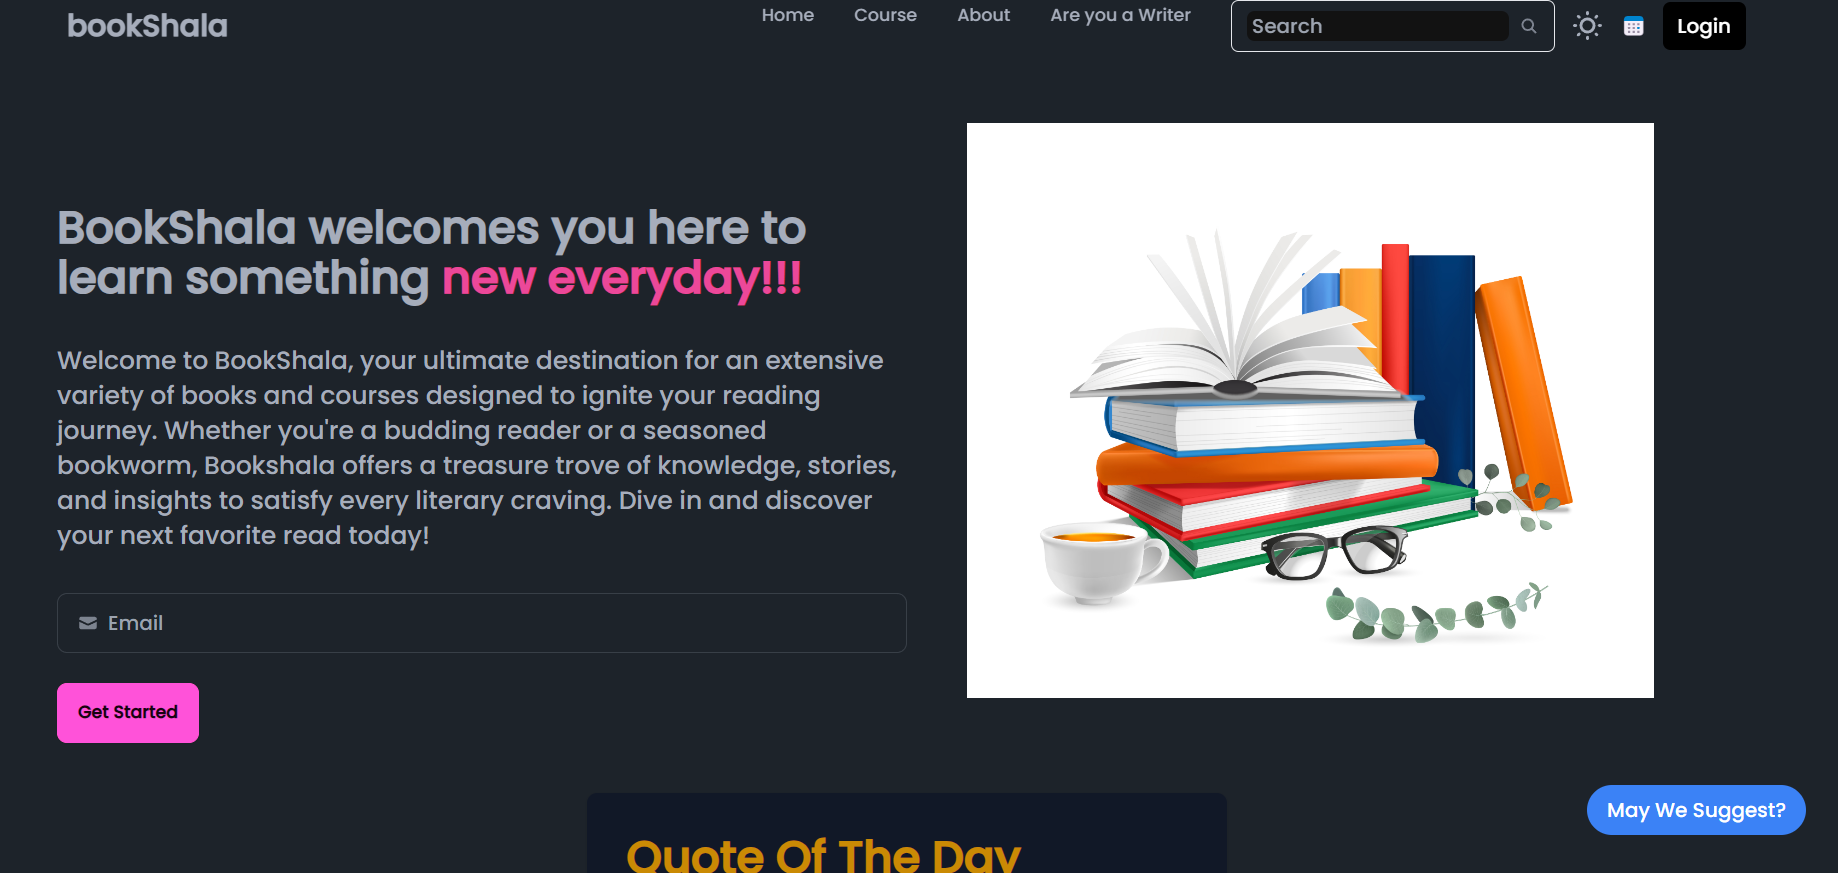 bookShala
Home
Course
About
Are you a Writer
Search
Login
BookShala welcomes you here to
learn something new everyday!!!
Welcome to BookShala, your ultimate destination for an extensive
variety of books and courses designed to ignite your reading
journey. Whether you're a budding reader or a seasoned
bookworm, Bookshala offers a treasure trove of knowledge, stories,
and insights to satisfy every literary craving. Dive in and discover
your next favorite read today!
Email
Get Started
Quote Of The Day
May We Suggest?